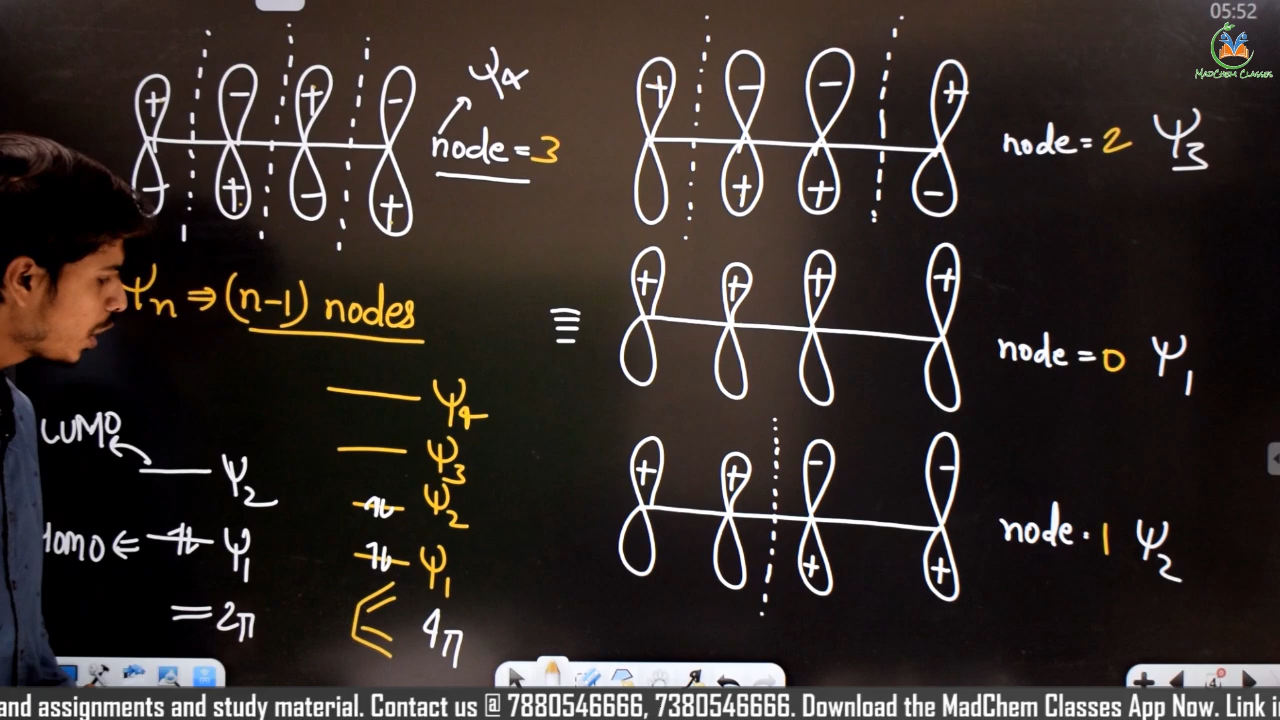 05:52
MADCHEM CLASSES
+ - + -
- + - +
node = 3
Ψ4
+ - - +
+ + -
node = 2 Ψ3
Ψn ⇒ (n-1) nodes
≡
+ + + +
node = 0 Ψ1
Ψ4
Ψ3
Ψ2
Ψ1
4π
LUMO
Ψ2
HOMO ⇐ Ψ1
= 2π
+ + - -
+ +
node = 1 Ψ2
and assignments and study material. Contact us @ 7880546666, 7380546666. Download the MadChem Classes App Now. Link i